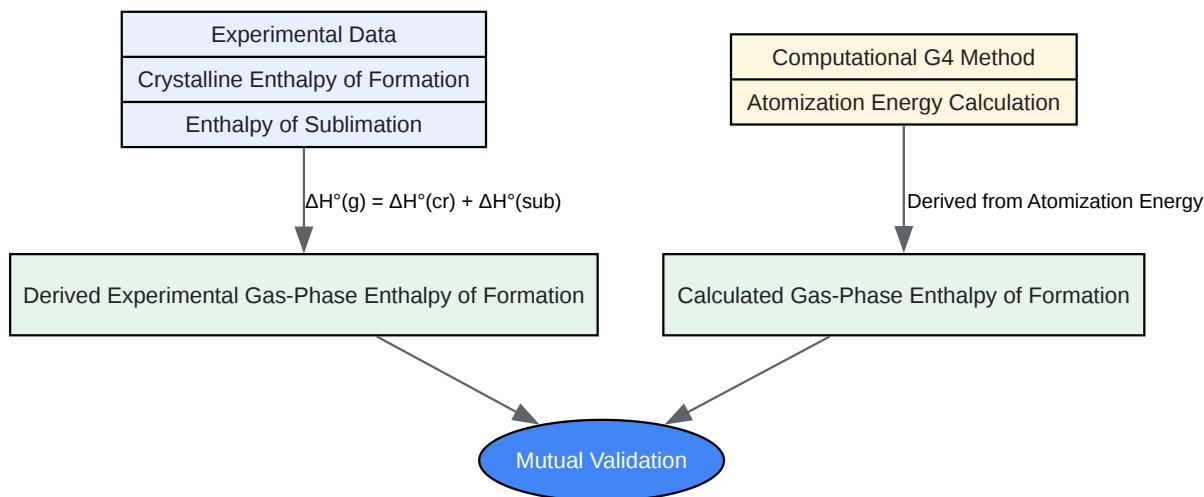 Experimental Data
Crystalline Enthalpy of Formation
Enthalpy of Sublimation
Computational G4 Method
Atomization Energy Calculation
ΔH°(g) = ΔH°(cr) + ΔH°(sub)
Derived from Atomization Energy
Derived Experimental Gas-Phase Enthalpy of Formation
Calculated Gas-Phase Enthalpy of Formation
Mutual Validation